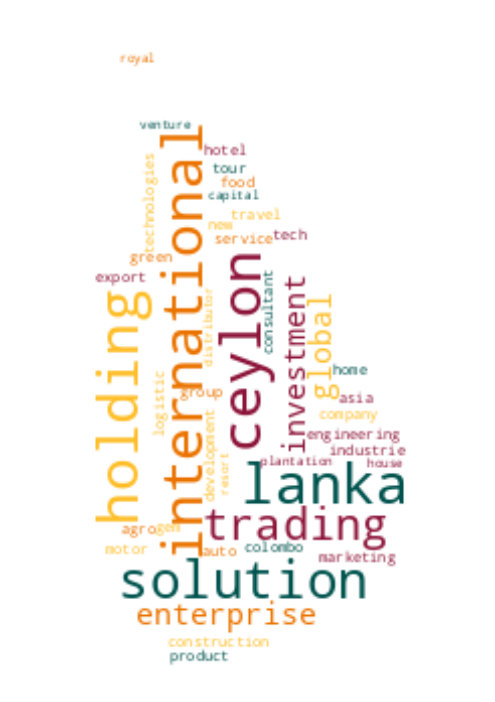 royal
venture
international
hotel
technologies
tour
food
capital
travel
new
service
tech
green
export
ceylon
consultant
investment
holding
distributor
global
home
logistic
group
asia
company
development
engineering
industrie
resort
plantation
house
lanka
trading
agro
gem
motor
auto
colombo
marketing
solution
enterprise
construction
product